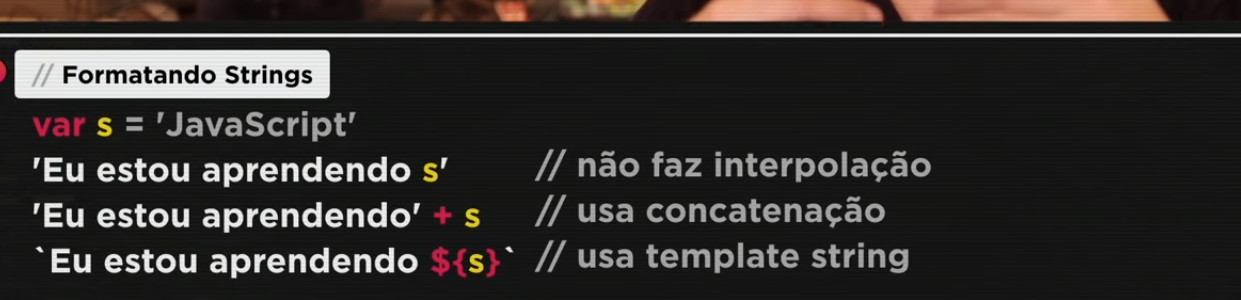 // Formatando Strings
var s = 'JavaScript'
'Eu estou aprendendo s' // não faz interpolação
'Eu estou aprendendo' + s // usa concatenação
`Eu estou aprendendo ${s}` // usa template string